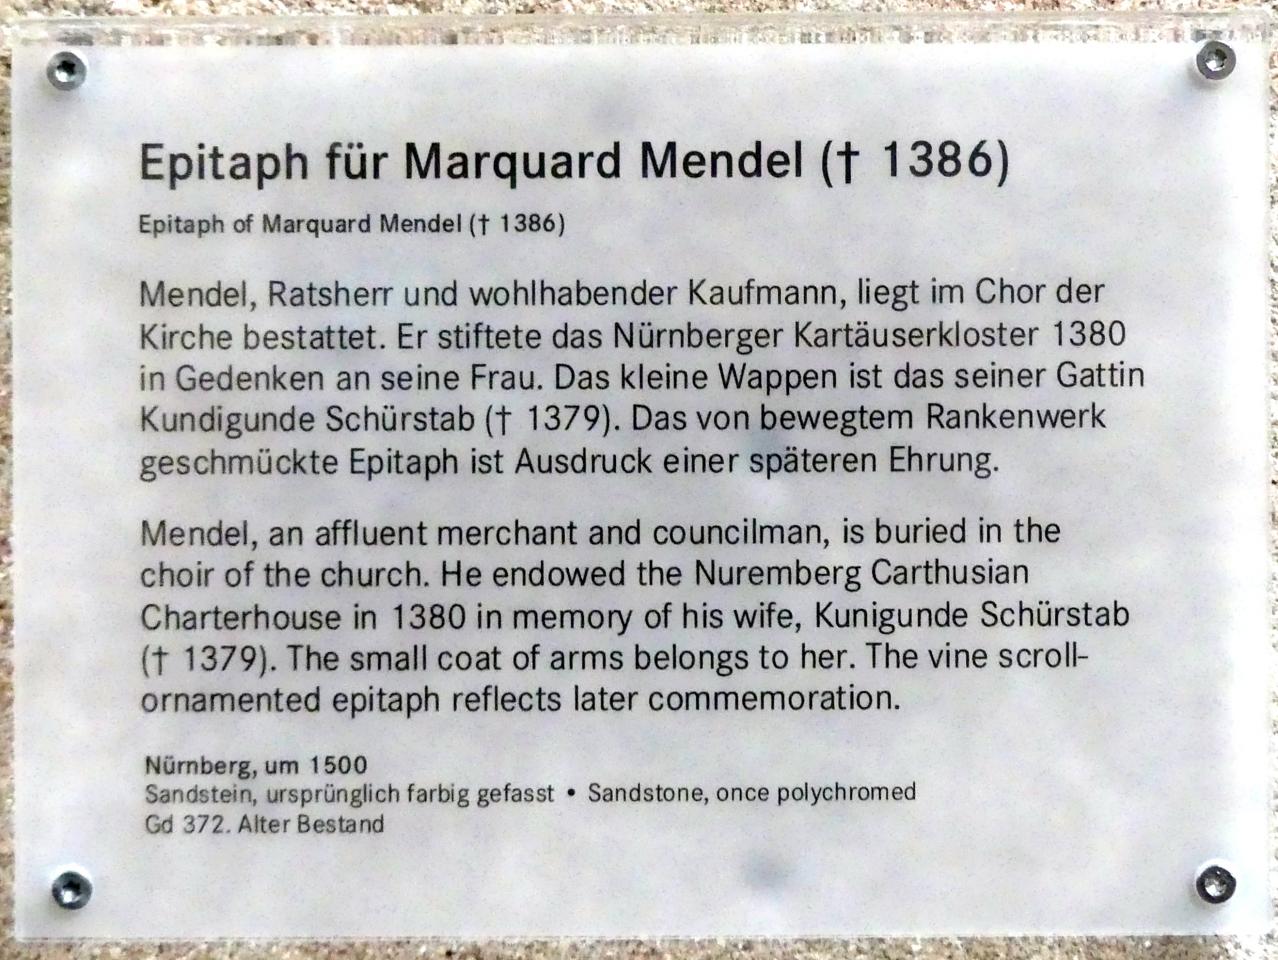 Epitaph für Marquard Mendel († 1386)
Epitaph of Marquard Mendel († 1386)
Mendel, Ratsherr und wohlhabender Kaufmann, liegt im Chor der
Kirche bestattet. Er stiftete das Nürnberger Kartäuserkloster 1380
in Gedenken an seine Frau. Das kleine Wappen ist das seiner Gattin
Kundigunde Schürstab († 1379). Das von bewegtem Rankenwerk
geschmückte Epitaph ist Ausdruck einer späteren Ehrung.
Mendel, an affluent merchant and councilman, is buried in the
choir of the church. He endowed the Nuremberg Carthusian
Charterhouse in 1380 in memory of his wife, Kunigunde Schürstab
(† 1379). The small coat of arms belongs to her. The vine scroll-
ornamented epitaph reflects later commemoration.
Nürnberg, um 1500
Sandstein, ursprünglich farbig gefasst • Sandstone, once polychromed
Gd 372. Alter Bestand